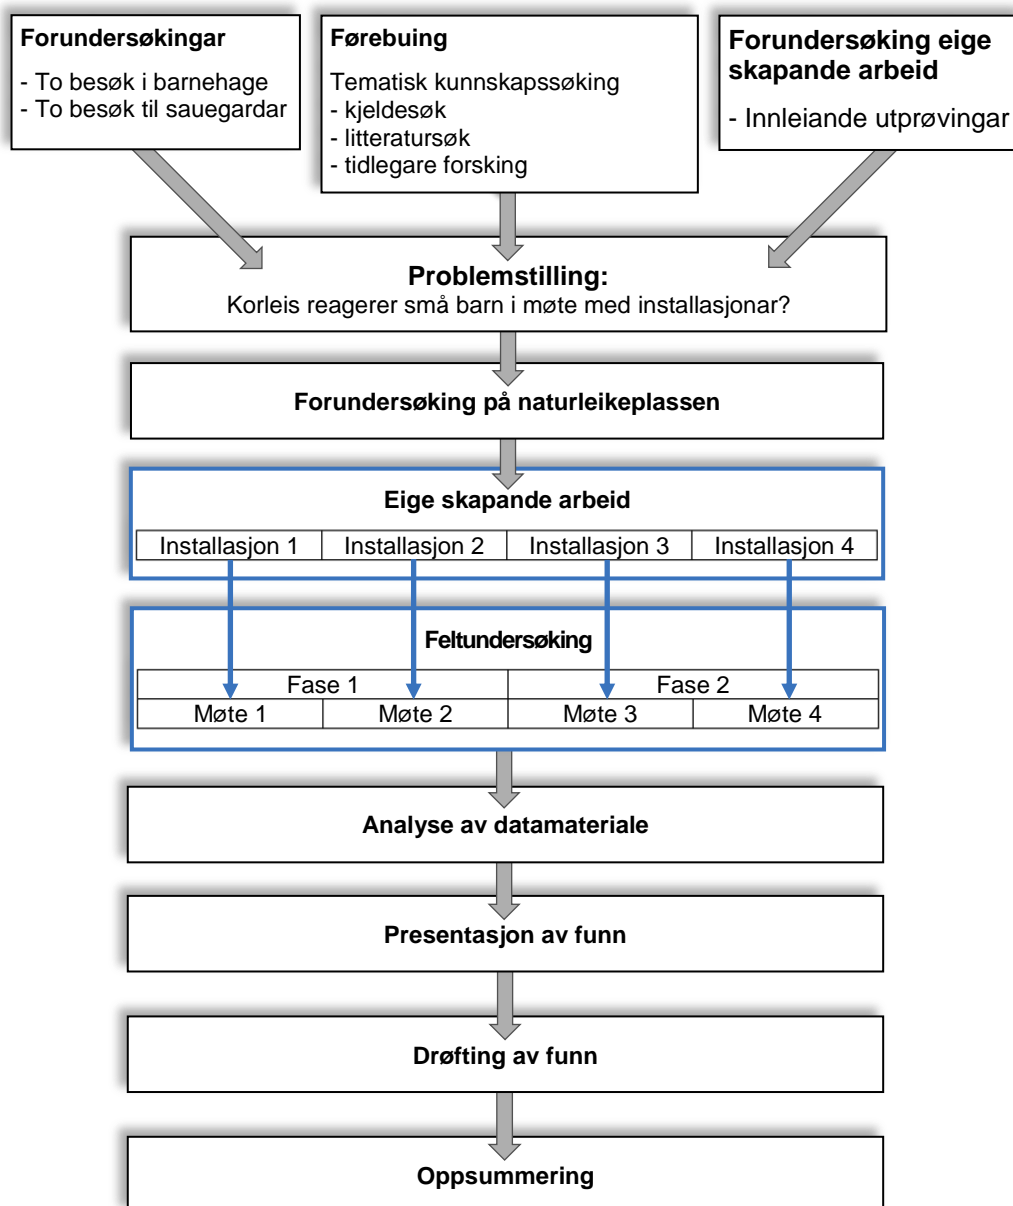 Forundersøkingar
- To besøk i barnehage
- To besøk til sauegardar
Førebuing
Tematisk kunnskapssøking
- kjeldesøk
- litteratursøk
- tidlegare forsking
Forundersøking eige
skapande arbeid
- Innleiande utprøvingar
Problemstilling:
Korleis reagerer små barn i møte med installasjonar?
Forundersøking på naturleikeplassen
Eige skapande arbeid
Installasjon 1 Installasjon 2 Installasjon 3 Installasjon 4
Feltundersøking
Fase 1 Fase 2
Møte 1 Møte 2 Møte 3 Møte 4
Analyse av datamateriale
Presentasjon av funn
Drøfting av funn
Oppsummering